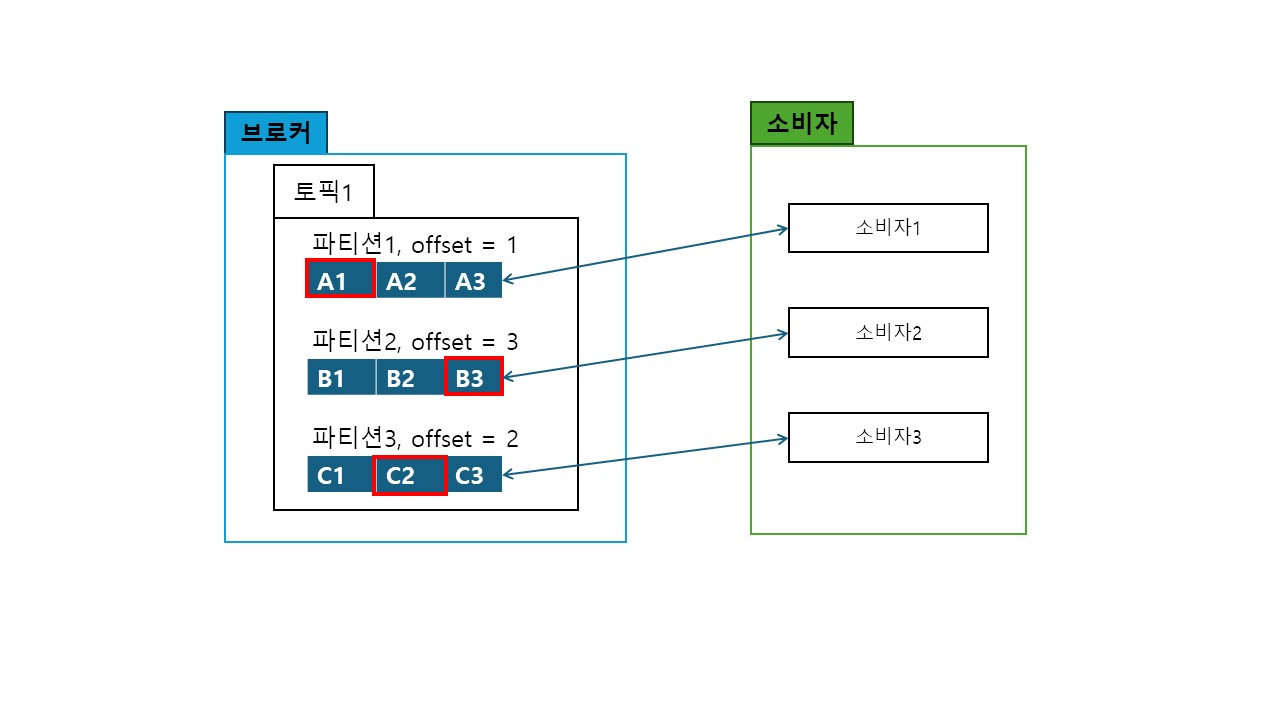 브로커
토픽1
파티션1, offset = 1
A1 A2 A3
파티션2, offset = 3
B1 B2 B3
파티션3, offset = 2
C1 C2 C3
소비자
소비자1
소비자2
소비자3